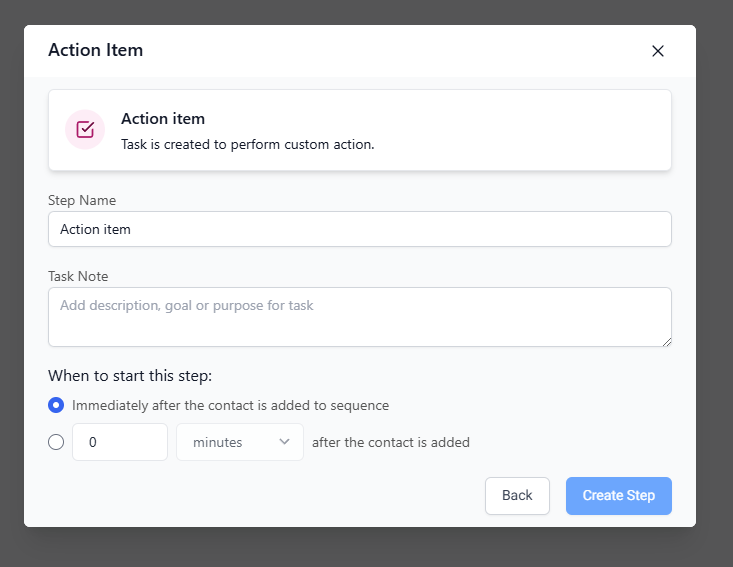 Action Item
Action item
Task is created to perform custom action.
Step Name
Action item
Task Note
Add description, goal or purpose for task
When to start this step:
Immediately after the contact is added to sequence
0 minutes after the contact is added
Back Create Step